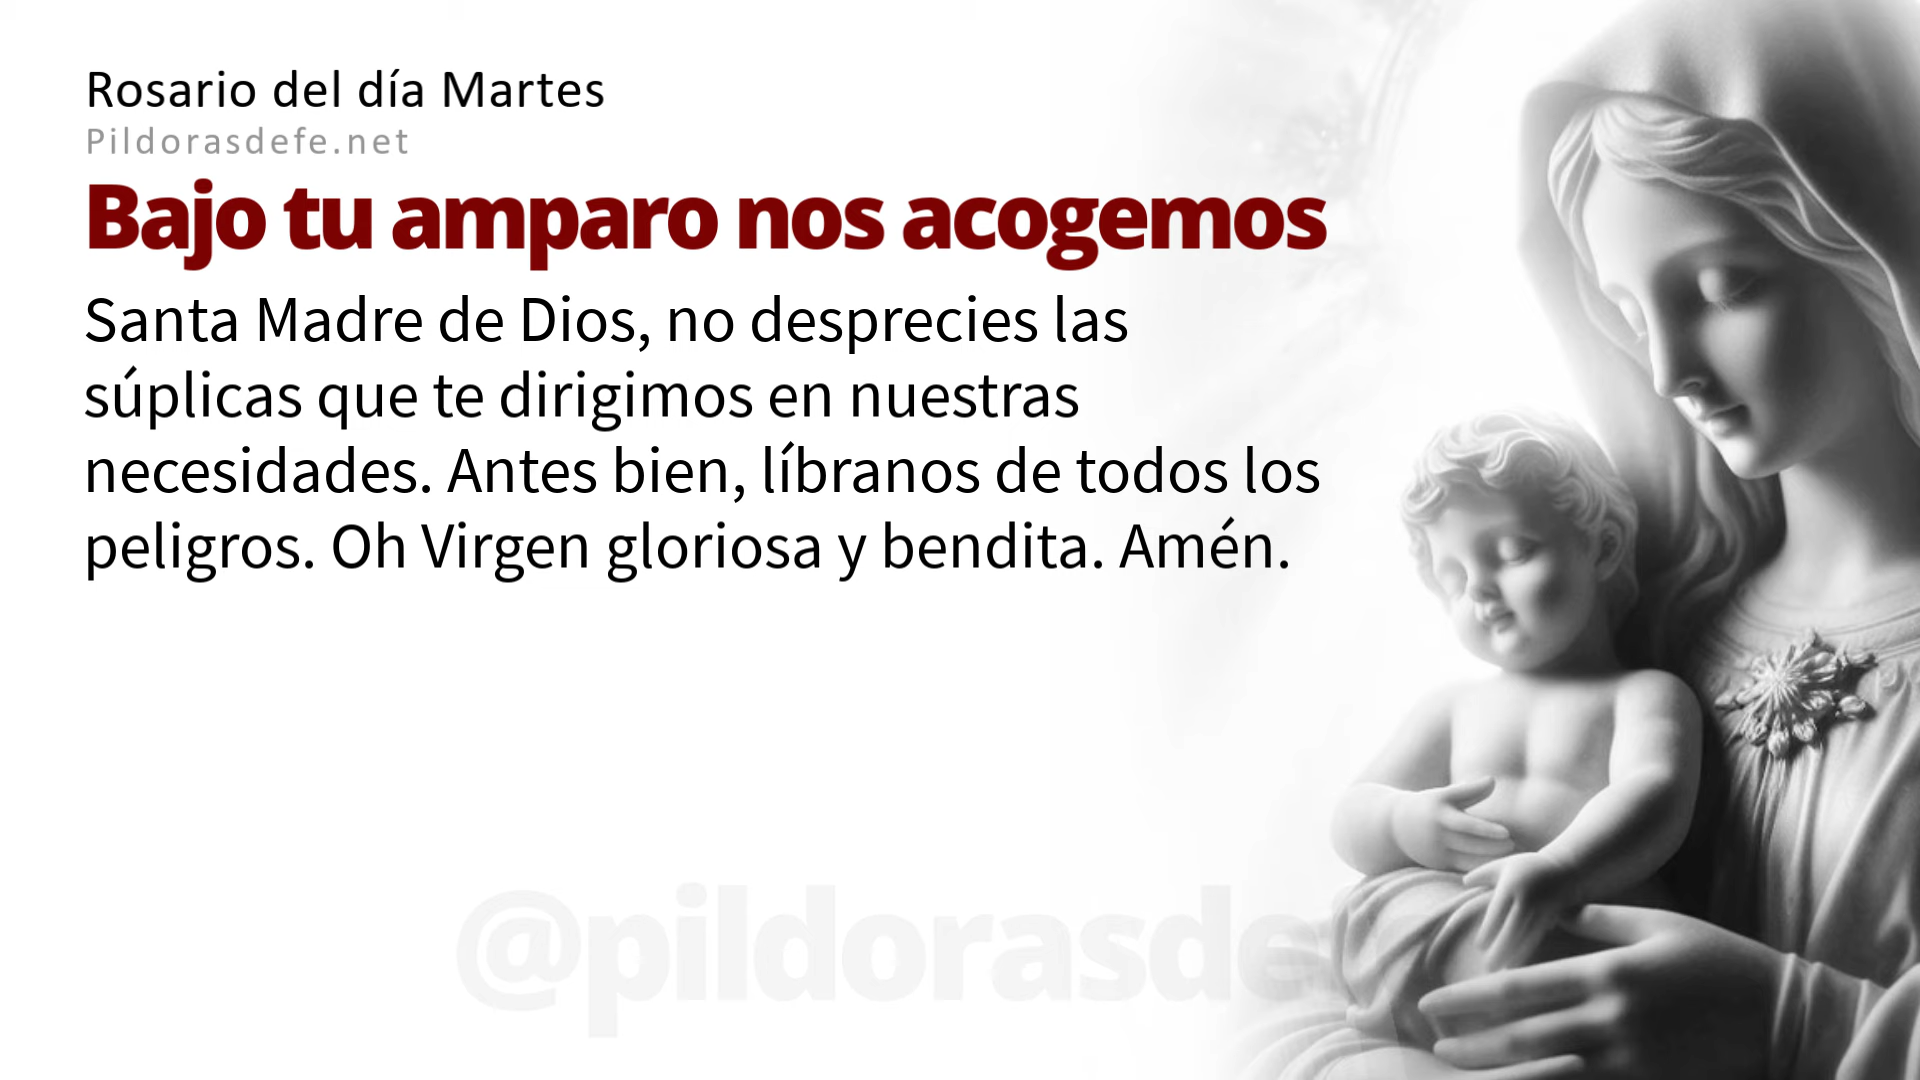 Rosario del día Martes
Pildorasdefe.net
Bajo tu amparo nos acogemos
Santa Madre de Dios, no desprecies las
súplicas que te dirigimos en nuestras
necesidades. Antes bien, líbranos de todos los
peligros. Oh Virgen gloriosa y bendita. Amén.
@pildorasde